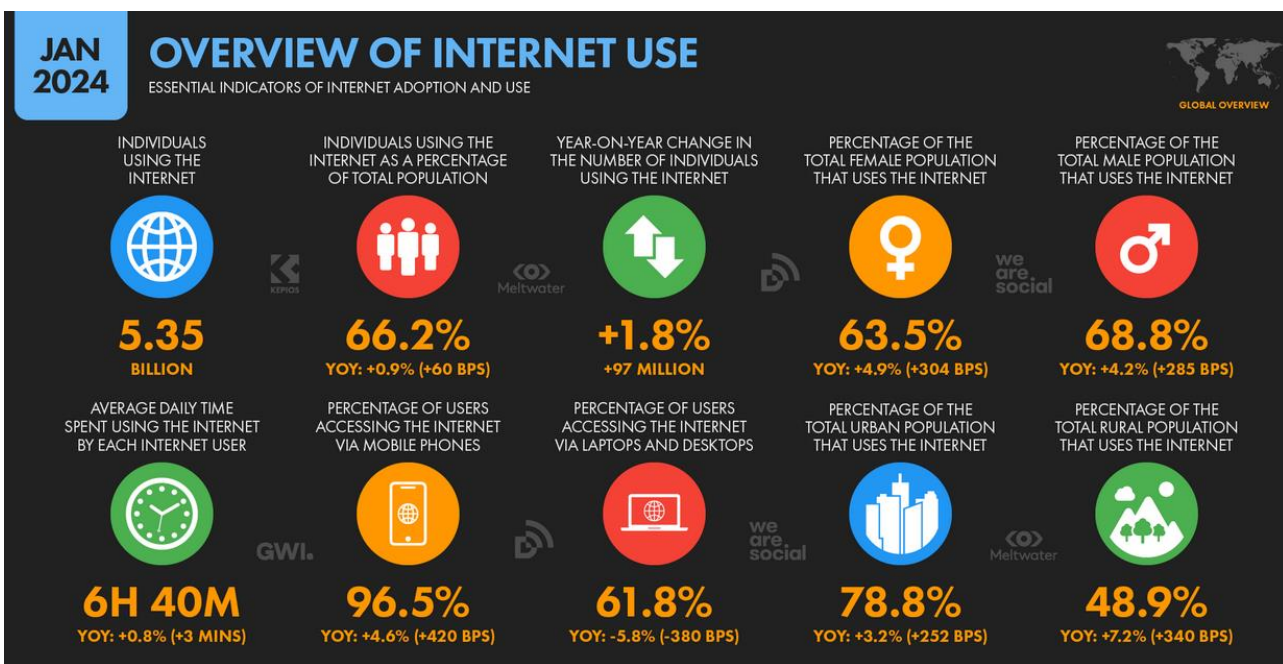 JAN
2024
OVERVIEW OF INTERNET USE
ESSENTIAL INDICATORS OF INTERNET ADOPTION AND USE
GLOBAL OVERVIEW
INDIVIDUALS
USING THE
INTERNET
5.35
BILLION
INDIVIDUALS USING THE
INTERNET AS A PERCENTAGE
OF TOTAL POPULATION
66.2%
YOY: +0.9% (+60 BPS)
YEAR-ON-YEAR CHANGE IN
THE NUMBER OF INDIVIDUALS
USING THE INTERNET
+1.8%
+97 MILLION
PERCENTAGE OF THE
TOTAL FEMALE POPULATION
THAT USES THE INTERNET
63.5%
YOY: +4.9% (+304 BPS)
PERCENTAGE OF THE
TOTAL MALE POPULATION
THAT USES THE INTERNET
68.8%
YOY: +4.2% (+285 BPS)
KEPIOS
Meltwater
we
are.
social
AVERAGE DAILY TIME
SPENT USING THE INTERNET
BY EACH INTERNET USER
6H 40M
YOY: +0.8% (+3 MINS)
PERCENTAGE OF USERS
ACCESSING THE INTERNET
VIA MOBILE PHONES
96.5%
YOY: +4.6% (+420 BPS)
PERCENTAGE OF USERS
ACCESSING THE INTERNET
VIA LAPTOPS AND DESKTOPS
61.8%
YOY: -5.8% (-380 BPS)
PERCENTAGE OF THE
TOTAL URBAN POPULATION
THAT USES THE INTERNET
78.8%
YOY: +3.2% (+252 BPS)
PERCENTAGE OF THE
TOTAL RURAL POPULATION
THAT USES THE INTERNET
48.9%
YOY: +7.2% (+340 BPS)
GWI.
we
are.
social
Meltwater